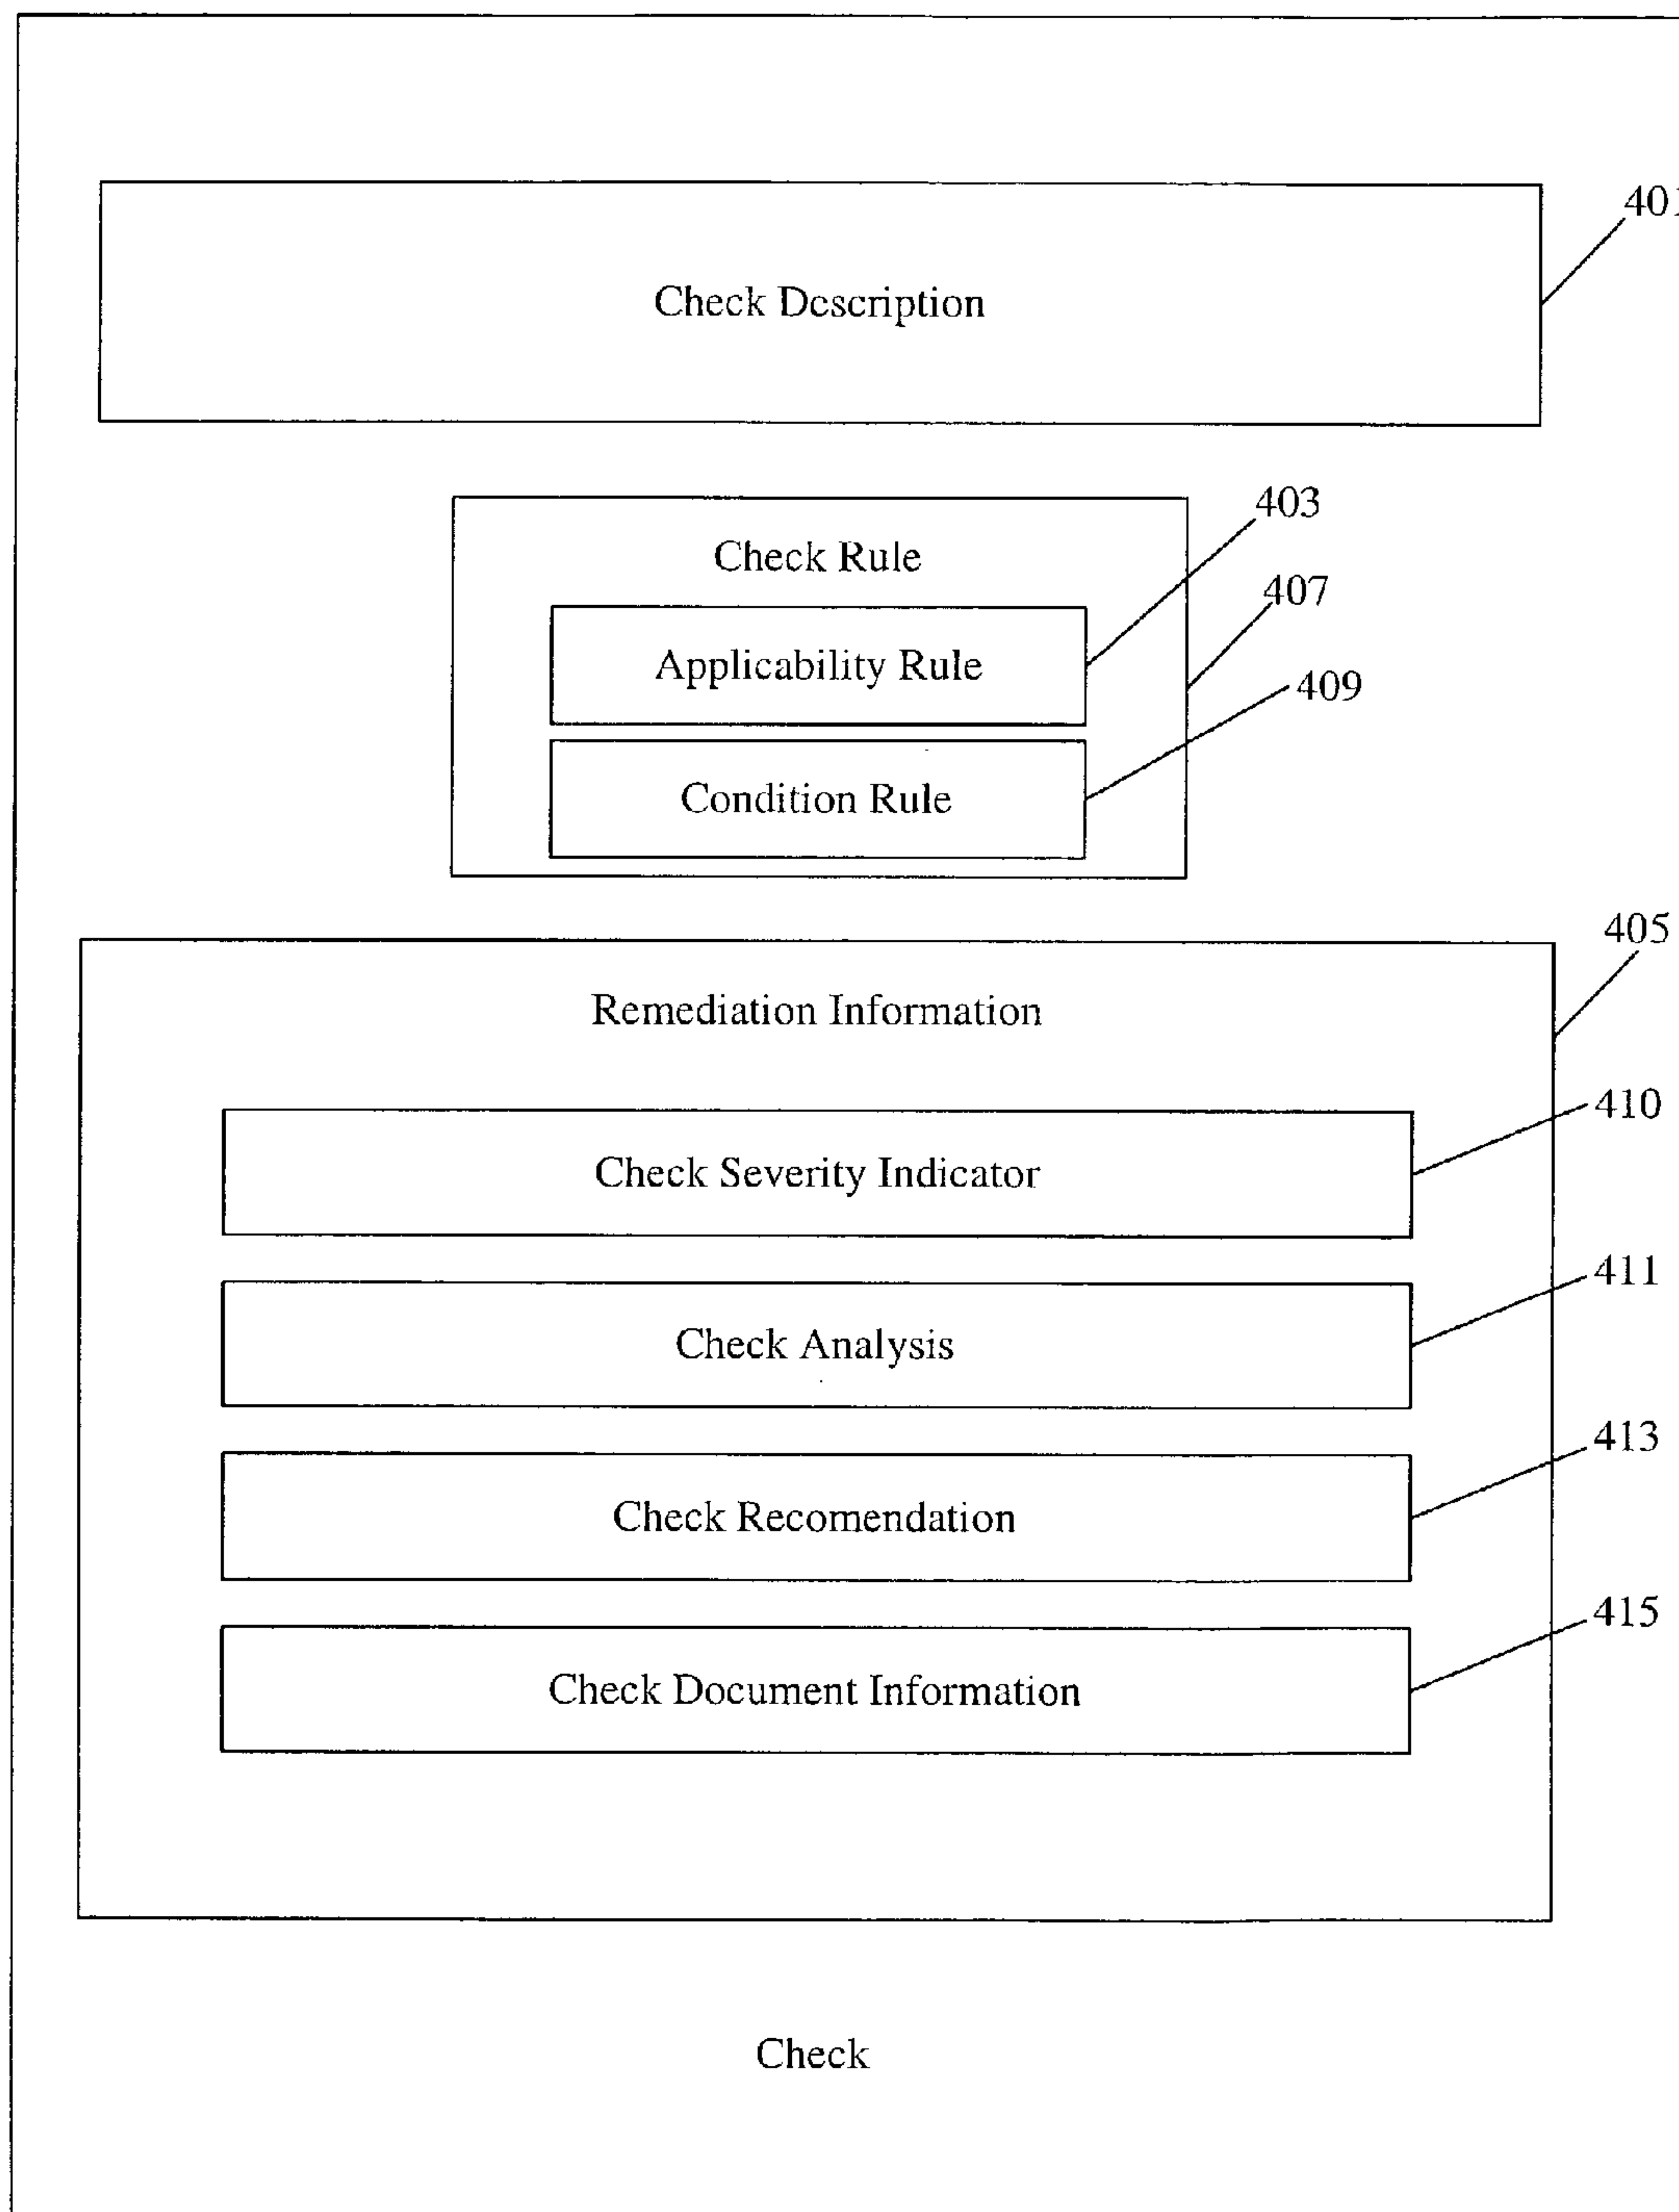 401
Check Description
403
Check Rule
407
Applicability Rule
409
Condition Rule
405
Remediation Information
410
Check Severity Indicator
411
Check Analysis
413
Check Recomendation
415
Check Document Information
Check